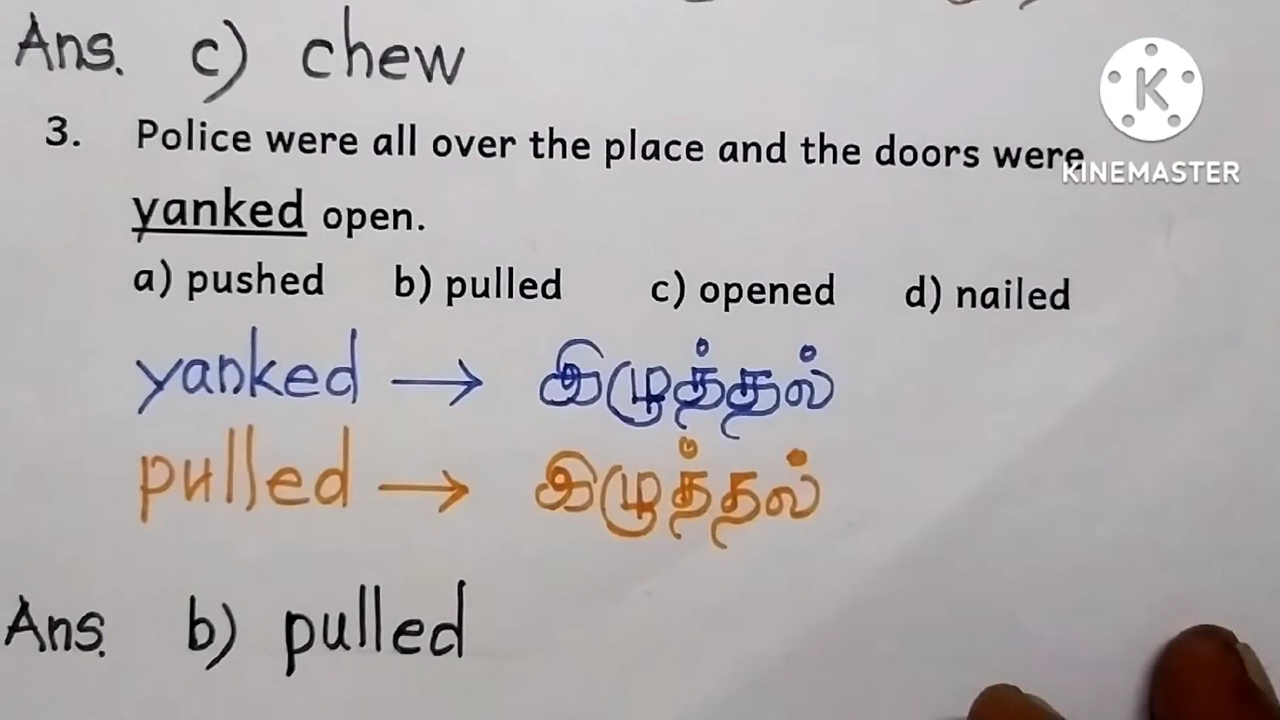 Ans. c) chew
3. Police were all over the place and the doors were
yanked open.
a) pushed b) pulled c) opened d) nailed
yanked → இழுத்தல்
pulled → இழுத்தல்
Ans. b) pulled
K
KINEMASTER